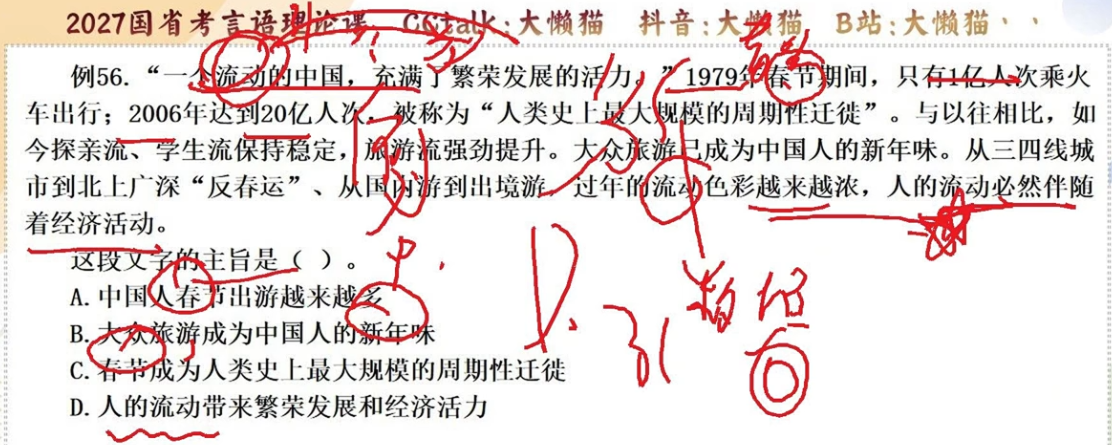 2027国省考言语理论课 CCtalk:大懒猫 抖音:大懒猫 B站:大懒猫
例56.“一个流动的中国，充满了繁荣发展的活力。”1979年春节期间，只有1亿人次乘火
车出行；2006年达到20亿人次，被称为“人类史上最大规模的周期性迁徙”。与以往相比，如
今探亲流、学生流保持稳定，旅游流强劲提升。大众旅游已成为中国人的新年味。从三四线城
市到北上广深“反春运”、从国内游到出境游，过年的流动色彩越来越浓，人的流动必然伴随
着经济活动。
这段文字的主旨是（ ）。
A.中国人春节出游越来越多
B.大众旅游成为中国人的新年味
C.春节成为人类史上最大规模的周期性迁徙
D.人的流动带来繁荣发展和经济活力